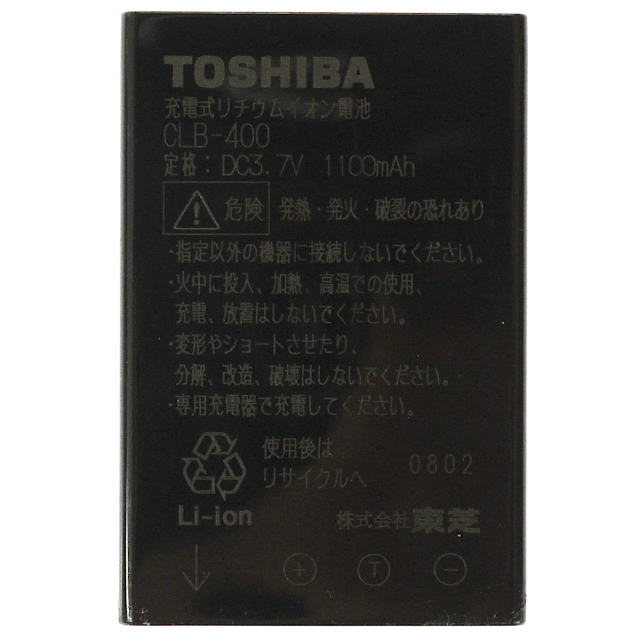 TOSHIBA
充電式リチウムイオン電池
CLB-400
定格：DC3.7V 1100mAh
危険 発熱・発火・破裂の恐れあり
・指定以外の機器に接続しないでください。
・火中に投入、加熱、高温での使用、
充電、放置はしないでください。
・変形やショートさせたり、
分解、改造、破壊はしないでください。
・専用充電器で充電してください。
使用後は
リサイクルへ
0802
Li-ion
株式会社 東芝
↓ + T −